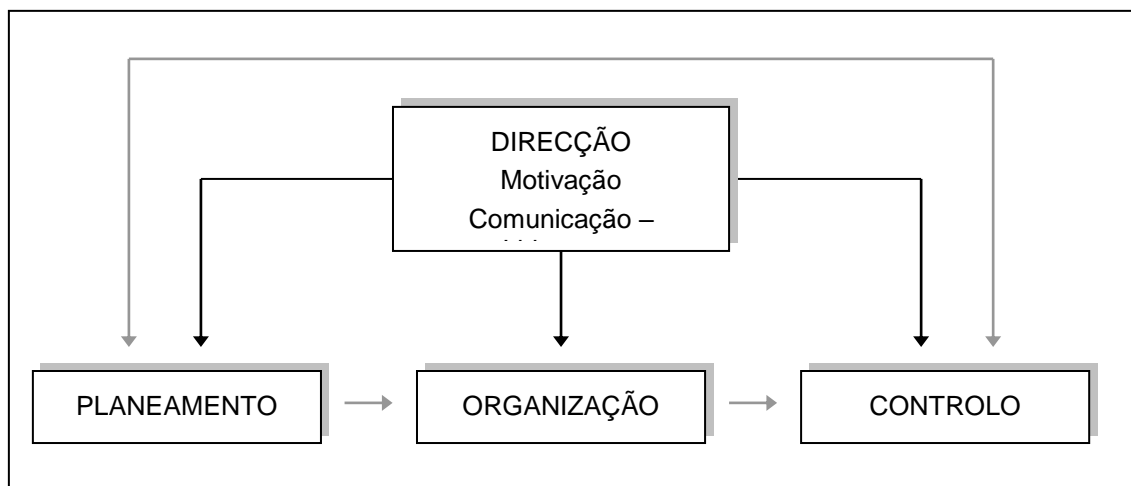 DIRECÇÃO
Motivação
Comunicação –
PLANEAMENTO
ORGANIZAÇÃO
CONTROLO